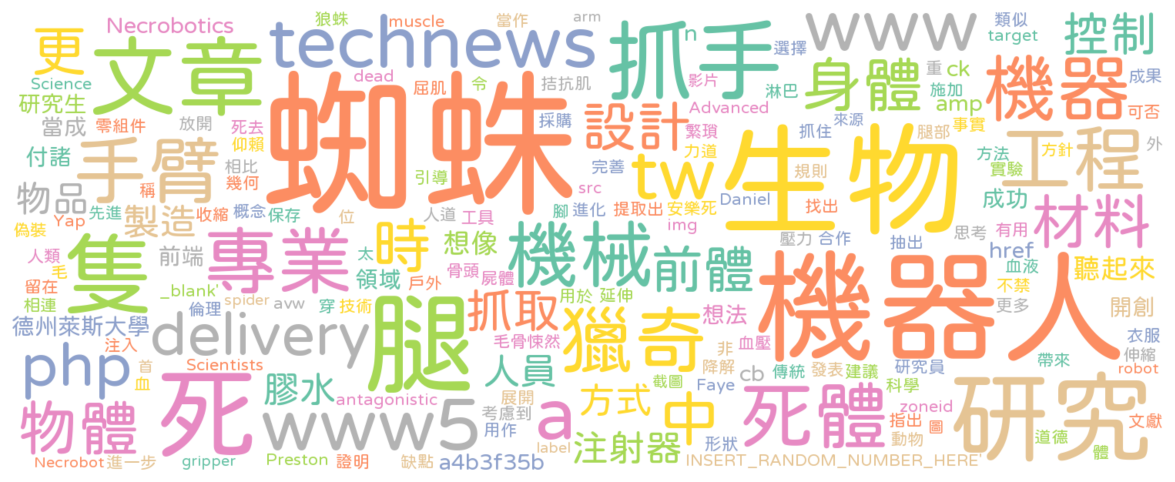 Necrobotics 狼蛛 muscle 當作 arm 類似
更 文章 technews 抓手 n www target 控制
Science dead 屈肌 令 拮抗肌 影片 選擇 身體 重 ck 機器 成果
研究生 零組件 放開 死去 蜘蛛 採購 設計 Advanced 淋巴 施加 amp 可否
當成 仰賴 繁瑣 抓住 來源 腿部 事實 外
付諸 手臂 相比 完善 力道 生物 方法 方針 工程
物品 稱 幾何 引導 tw 規則 實驗
Yap 先進 收縮 概念 保存 位 人道 腳 進化 src 提取出 安樂死 Daniel 找出 成功 材料
偽裝 製造 工具 img
人類 隻 專業 時 太 想像 機械 前體 壓力 合作 抽出 思考 有用
毛 前端 領域 戶外 骨頭 屍體 href 聽起來
留在 _blank' 倫理 spider avw 穿 技術 用於 延伸 機器人 血液 不禁
相連 抓取 獵奇 想法 更多 開創
德州萊斯大學 delivery 腿 毛骨悚然 非 血壓 衣服
php 注入 首 Scientists 人員 降解 傳統 發表 建議 研究員 帶來 伸縮
血 膠水 截圖 Faye cb 科學 robot
物體 死 antagonistic 展開 方式 中 死體 zoneid 研究
www5 考慮到 a 指出 圖 文獻
用作 注射器 形狀 動物 道德
Necrobot 進一步 gripper Preston 證明 缺點 a4b3f35b label INSERT_RANDOM_NUMBER_HERE' 體